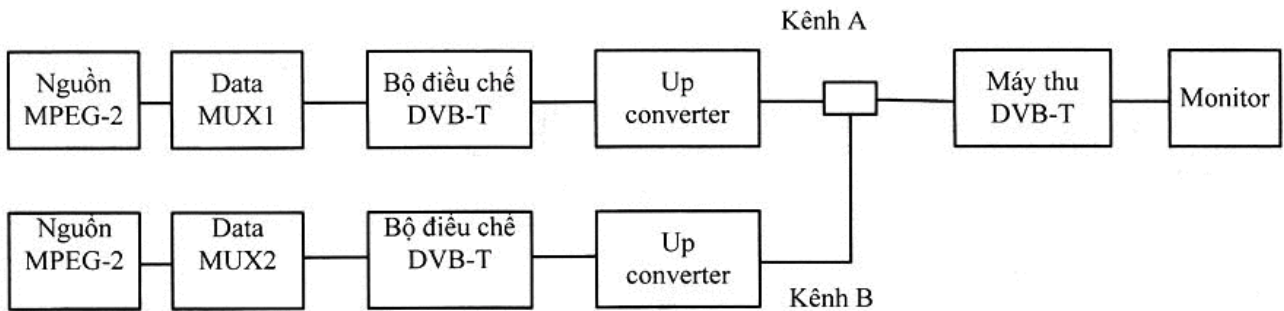 Kênh A
Nguồn
MPEG-2
Data
MUX1
Bộ điều chế
DVB-T
Up
converter
Máy thu
DVB-T
Monitor
Nguồn
MPEG-2
Data
MUX2
Bộ điều chế
DVB-T
Up
converter
Kênh B